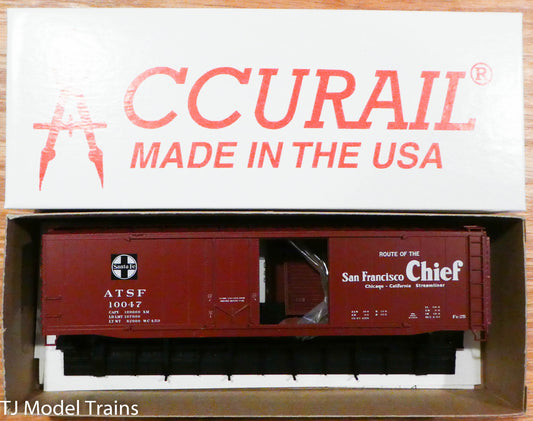 ACCURAIL®
MADE IN THE USA
Santa Fe
ATSF
10047
ROUTE OF THE
San Francisco Chief
Chicago - California Streamliner
TJ Model Trains